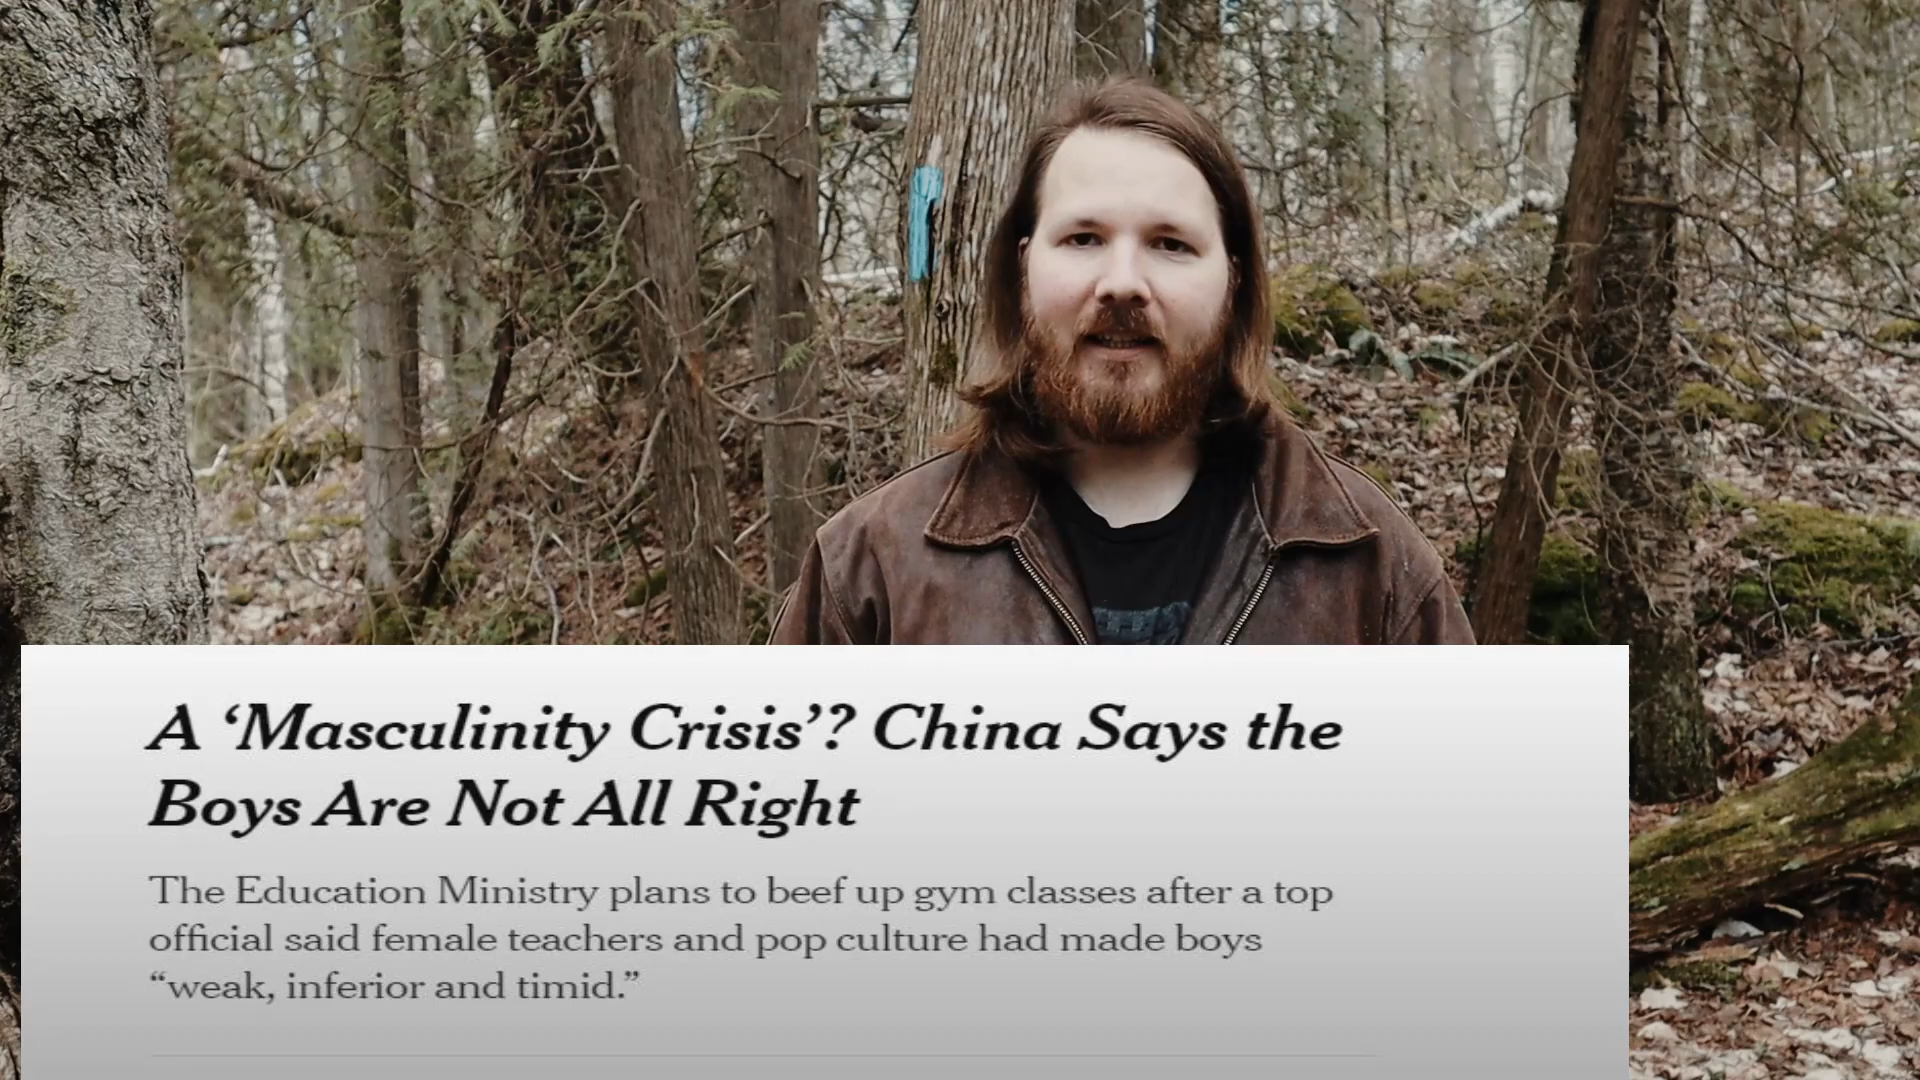 A ‘Masculinity Crisis’? China Says the
Boys Are Not All Right
The Education Ministry plans to beef up gym classes after a top
official said female teachers and pop culture had made boys
“weak, inferior and timid.”